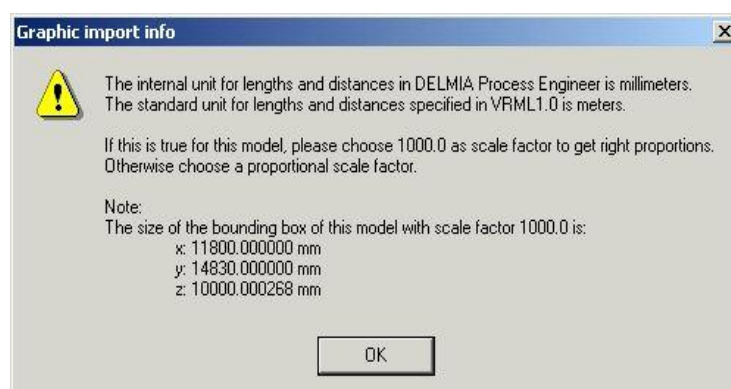 Graphic import info
The internal unit for lengths and distances in DELMIA Process Engineer is millimeters.
The standard unit for lengths and distances specified in VRML1.0 is meters.
If this is true for this model, please choose 1000.0 as scale factor to get right proportions.
Otherwise choose a proportional scale factor.
Note:
The size of the bounding box of this model with scale factor 1000.0 is:
x: 11800.000000 mm
y: 14830.000000 mm
z: 10000.000268 mm
OK